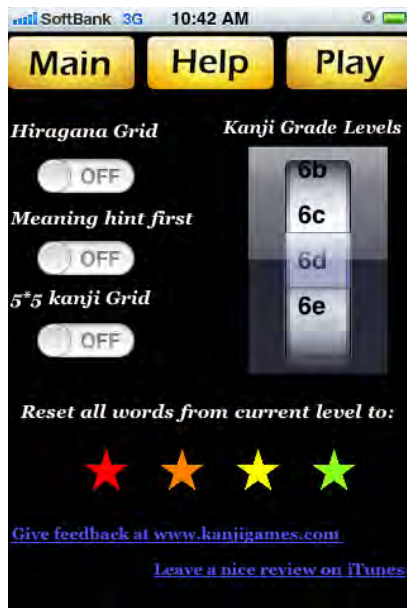 SoftBank 3G 10:42 AM
Main Help Play
Hiragana Grid
OFF
Meaning hint first
OFF
5*5 kanji Grid
OFF
Kanji Grade Levels
6b
6c
6d
6e
Reset all words from current level to:
Give feedback at www.kanjigames.com
Leave a nice review on iTunes